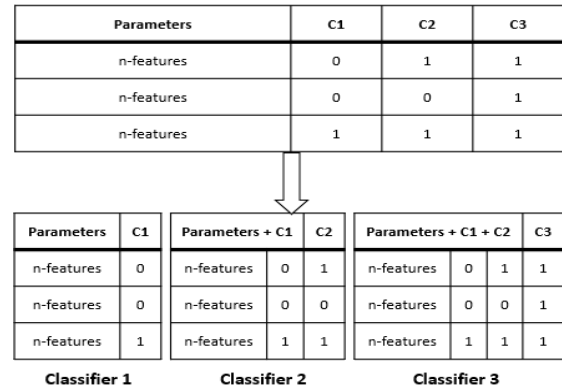 Parameters C1 C2 C3
n-features 0 1 1
n-features 0 0 1
n-features 1 1 1
Parameters C1 Parameters + C1 C2 Parameters + C1 + C2 C3
n-features 0 n-features 0 1 n-features 0 1 1
n-features 0 n-features 0 0 n-features 0 0 1
n-features 1 n-features 1 1 n-features 1 1 1
Classifier 1 Classifier 2 Classifier 3